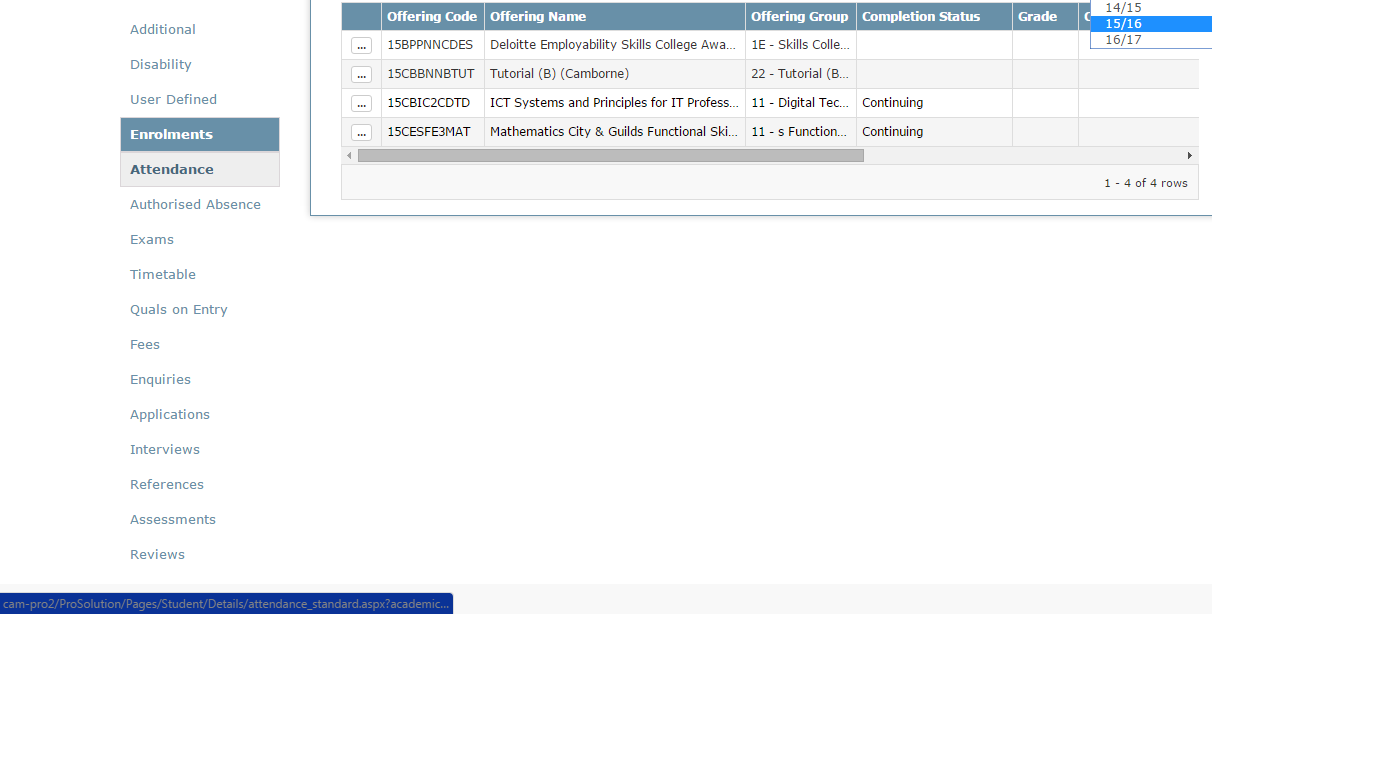 Additional
Disability
User Defined
Enrolments
Attendance
Authorised Absence
Exams
Timetable
Quals on Entry
Fees
Enquiries
Applications
Interviews
References
Assessments
Reviews
14/15
15/16
16/17
Offering Code Offering Name Offering Group Completion Status Grade
... 15BPPNNCDES Deloitte Employability Skills College Awa... 1E - Skills Colle...
... 15CBBNNBTUT Tutorial (B) (Camborne) 22 - Tutorial (B...
... 15CBIC2CDTD ICT Systems and Principles for IT Profess... 11 - Digital Tec... Continuing
... 15CESFE3MAT Mathematics City & Guilds Functional Ski... 11 - s Function... Continuing
1 - 4 of 4 rows
cam-pro2/ProSolution/Pages/Student/Details/attendance_standard.aspx?academic...